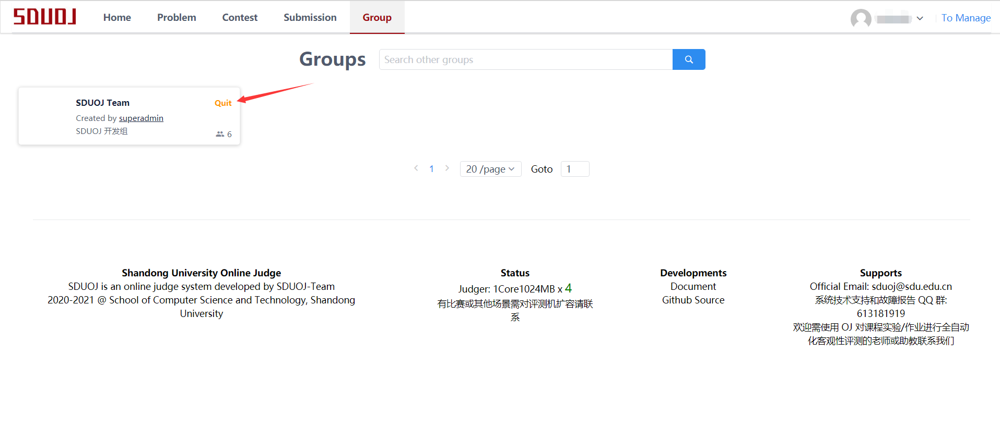 SDUOJ Home Problem Contest Submission Group To Manage
Groups Search other groups
SDUOJ Team Quit
Created by superadmin
SDUOJ 开发组
6
1 20 /page Goto 1
Shandong University Online Judge
SDUOJ is an online judge system developed by SDUOJ-Team
2020-2021 @ School of Computer Science and Technology, Shandong
University
Status
Judger: 1Core1024MB x 4
有比赛或其他场景需对评测机扩容请联
系
Developments
Document
Github Source
Supports
Official Email: sduoj@sdu.edu.cn
系统技术支持和故障报告 QQ 群:
613181919
欢迎需使用 OJ 对课程实验/作业进行全自动
化客观性评测的老师或助教联系我们